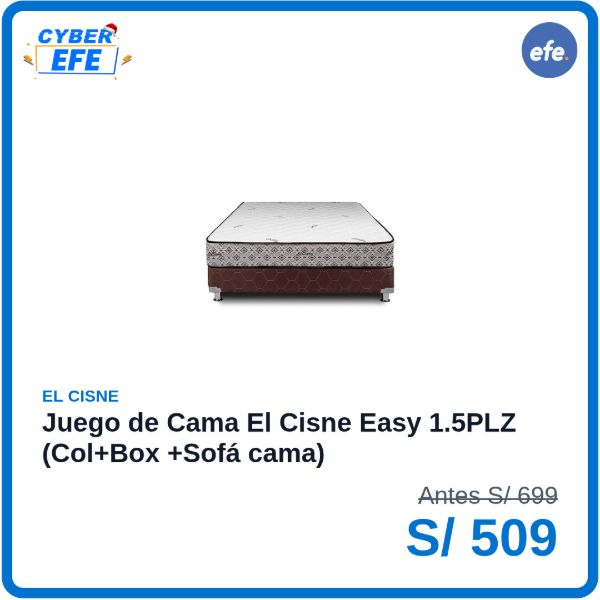 CYBER
EFE
efe.
EL CISNE
Juego de Cama El Cisne Easy 1.5PLZ
(Col+Box +Sofá cama)
Antes S/ 699
S/ 509